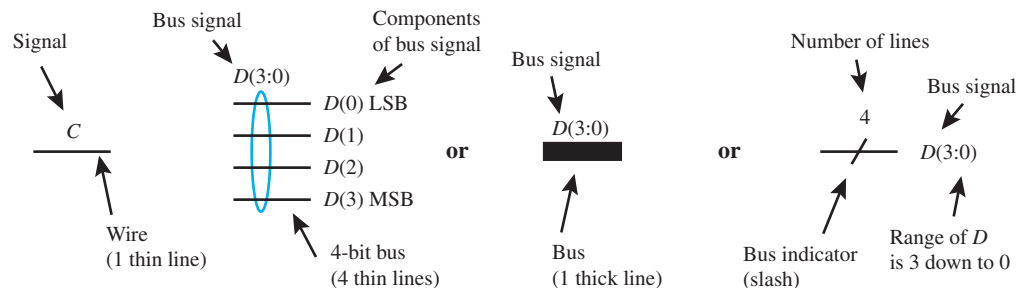 Signal
C
Wire
(1 thin line)
Bus signal
D(3:0)
Components
of bus signal
D(0) LSB
D(1)
D(2)
D(3) MSB
4-bit bus
(4 thin lines)
or
Bus signal
D(3:0)
Bus
(1 thick line)
or
Number of lines
4
Bus signal
D(3:0)
Bus indicator
(slash)
Range of D
is 3 down to 0